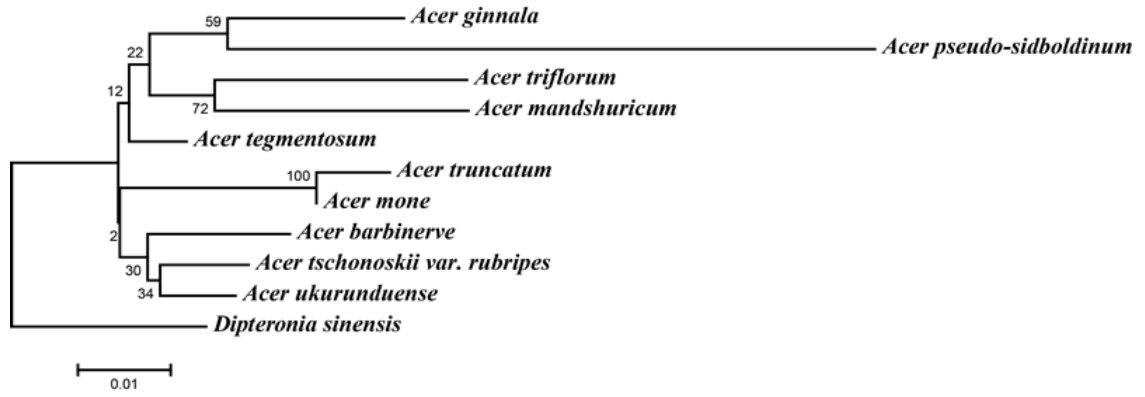 59
Acer ginnala
Acer pseudo-sidboldinum
22
Acer triflorum
12
72
Acer mandshuricum
Acer tegmentosum
100
Acer truncatum
Acer mone
2
Acer barbinerve
30
Acer tschonoskii var. rubripes
34
Acer ukurunduense
Dipteronia sinensis
0.01